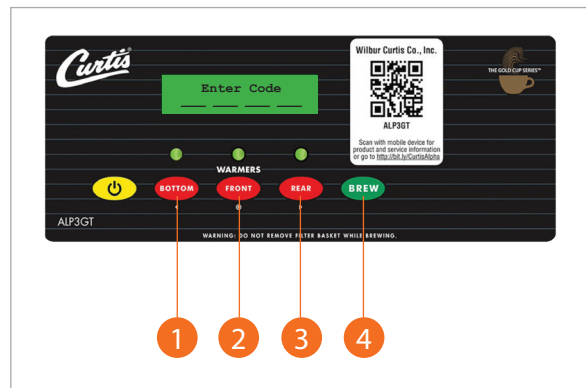 Curtis
Enter Code
Wilbur Curtis Co., Inc.
ALP3GT
Scan with mobile device for
product and service information
or go to http://bit.ly/CurtisAlpha
THE GOLD CUP SERIES™
WARMERS
BOTTOM
FRONT
REAR
BREW
ALP3GT
WARNING: DO NOT REMOVE FILTER BASKET WHILE BREWING.
1
2
3
4